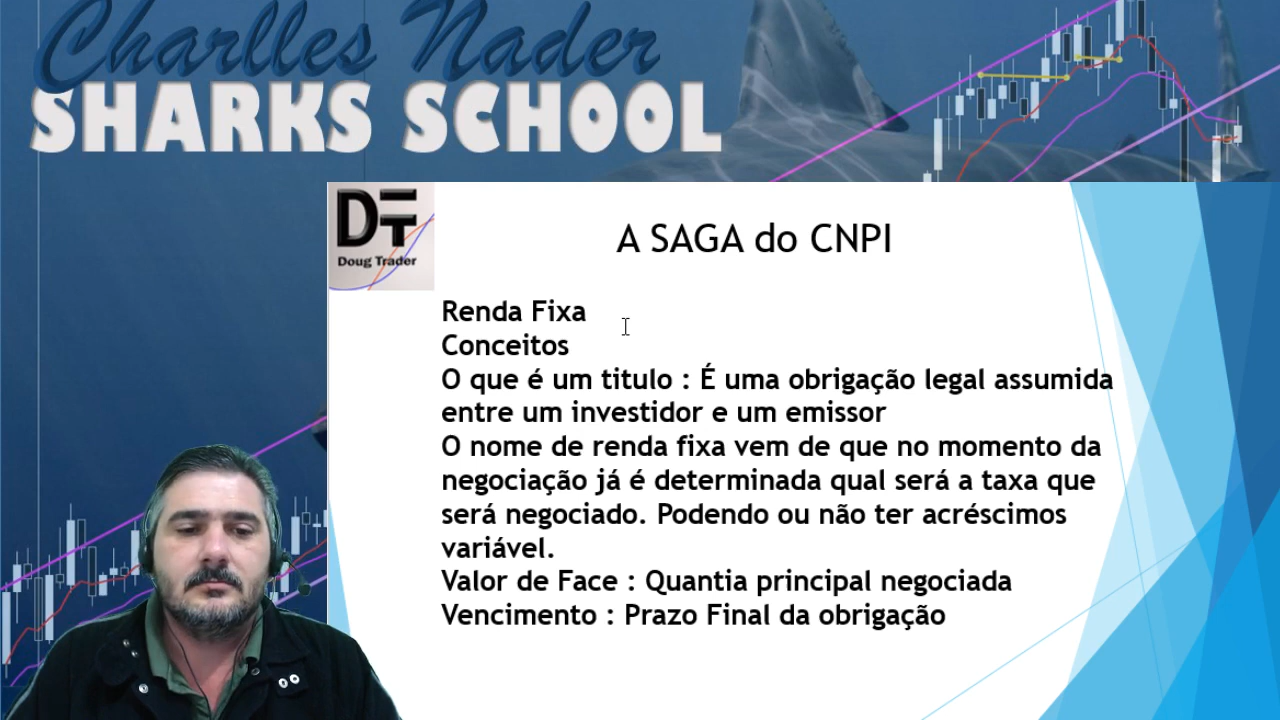 Charlles Nader
SHARKS SCHOOL
DT
Doug Trader
A SAGA do CNPI
Renda Fixa
Conceitos
O que é um titulo : É uma obrigação legal assumida
entre um investidor e um emissor
O nome de renda fixa vem de que no momento da
negociação já é determinada qual será a taxa que
será negociado. Podendo ou não ter acréscimos
variável.
Valor de Face : Quantia principal negociada
Vencimento : Prazo Final da obrigação